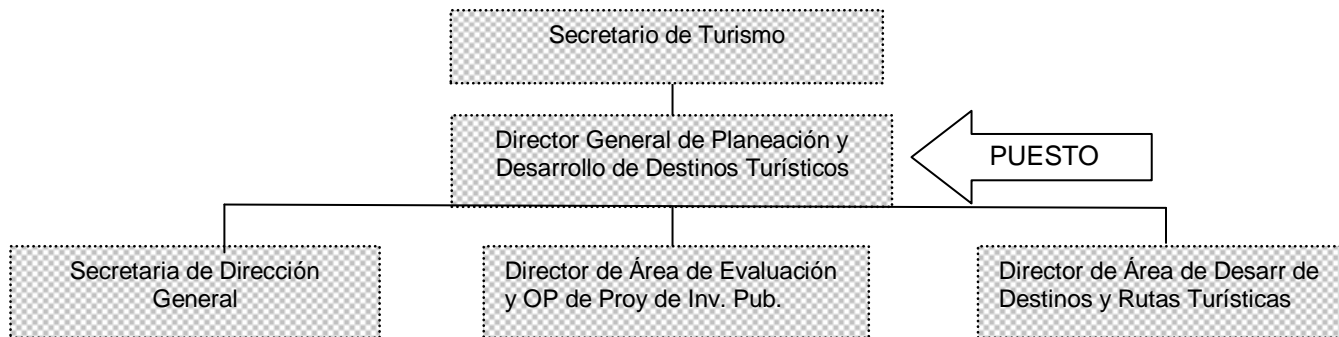 Secretario de Turismo
Director General de Planeación y
Desarrollo de Destinos Turísticos
PUESTO
Secretaria de Dirección
General
Director de Área de Evaluación
y OP de Proy de Inv. Pub.
Director de Área de Desarr de
Destinos y Rutas Turísticas